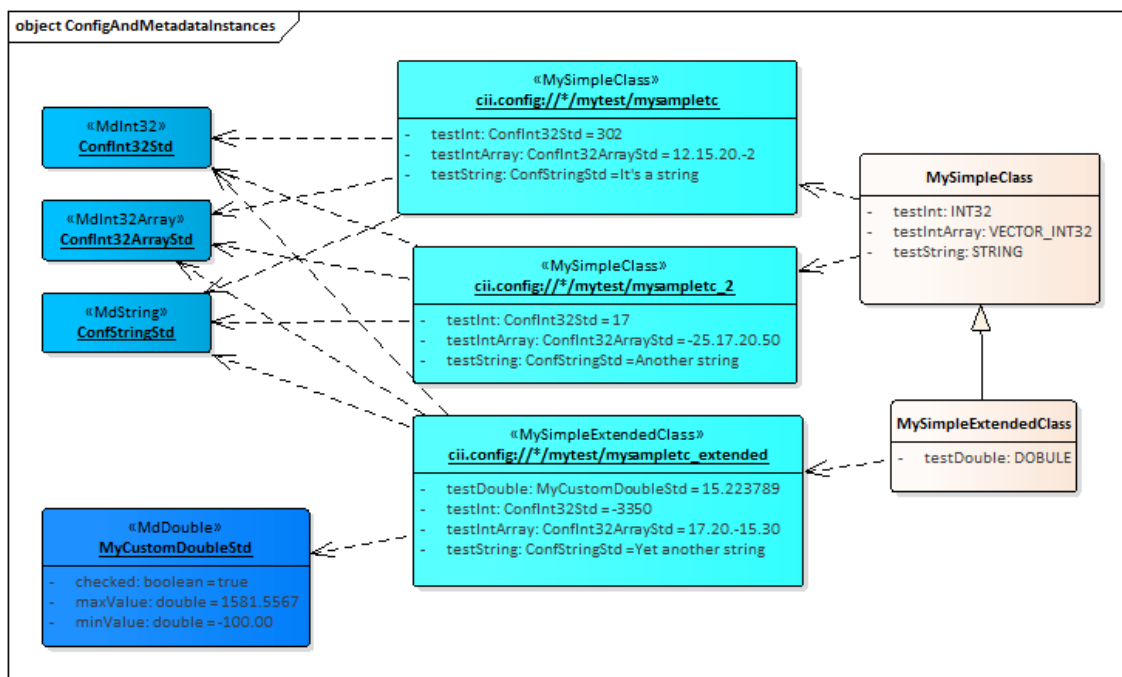 object ConfigAndMetadataInstances
«MdInt32»
ConfInt32Std
«MdInt32Array»
ConfInt32ArrayStd
«MdString»
ConfStringStd
«MdDouble»
MyCustomDoubleStd
- checked: boolean = true
- maxValue: double = 1581.5567
- minValue: double = -100.00
«MySimpleClass»
cii.config://*/mytest/mysampletc
- testInt: ConfInt32Std = 302
- testIntArray: ConfInt32ArrayStd = 12.15.20.-2
- testString: ConfStringStd =It's a string
«MySimpleClass»
cii.config://*/mytest/mysampletc_2
- testInt: ConfInt32Std = 17
- testIntArray: ConfInt32ArrayStd = -25.17.20.50
- testString: ConfStringStd =Another string
«MySimpleExtendedClass»
cii.config://*/mytest/mysampletc_extended
- testDouble: MyCustomDoubleStd = 15.223789
- testInt: ConfInt32Std = -3350
- testIntArray: ConfInt32ArrayStd = 17.20.-15.30
- testString: ConfStringStd =Yet another string
MySimpleClass
- testInt: INT32
- testIntArray: VECTOR_INT32
- testString: STRING
MySimpleExtendedClass
- testDouble: DOBULE